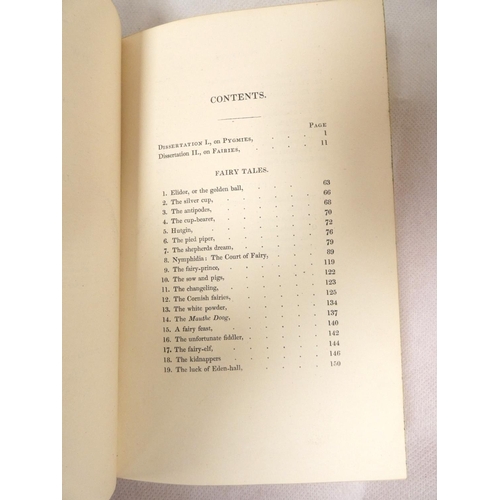 CONTENTS.
PAGE
DISSERTATION I., on PYGMIES, . . . . 1
Dissertation II., on FAIRIES, . . . . 11
FAIRY TALES.
1. Elidor, or the golden ball, . . . . 63
2. The silver cup, . . . . . 66
3. The antipodes, . . . . . 68
4. The cup-bearer, . . . . . 70
5. Hutgin, . . . . . . 72
6. The pied piper, . . . . . 76
7. The shepherds dream, . . . . . 79
8. Nymphidia: The Court of Fairy, . . . 89
9. The fairy-prince, . . . . . 119
10. The sow and pigs, . . . . . 122
11. The changeling, . . . . . 123
12. The Cornish fairies, . . . . . 125
13. The white powder, . . . . . 134
14. The Mauthe Doog, . . . . . 137
15. A fairy feast, . . . . . 140
16. The unfortunate fiddler, . . . . 142
17. The fairy-elf, . . . . . 144
18. The kidnappers . . . . . 146
19. The luck of Eden-hall, . . . . 150